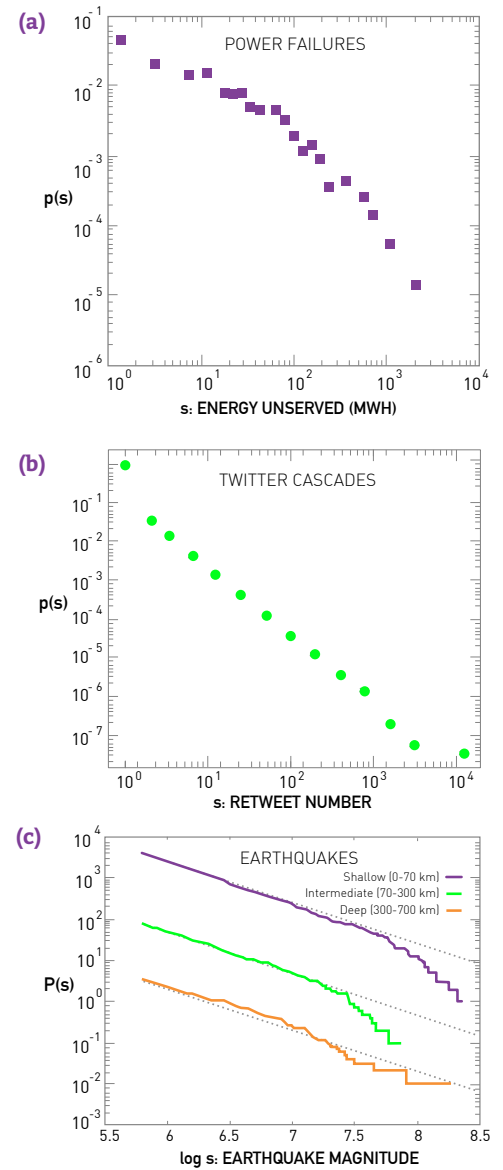 (a)
POWER FAILURES
10^-1
10^-2
10^-3
10^-4
10^-5
10^-6
p(s)
10^0 10^1 10^2 10^3 10^4
s: ENERGY UNSERVED (MWH)
(b)
TWITTER CASCADES
10^-1
10^-2
10^-3
10^-4
10^-5
10^-6
10^-7
p(s)
10^0 10^1 10^2 10^3 10^4
s: RETWEET NUMBER
(c)
EARTHQUAKES
Shallow (0-70 km)
Intermediate (70-300 km)
Deep (300-700 km)
10^4
10^3
10^2
10^1
10^0
10^-1
10^-2
10^-3
P(s)
5.5 6 6.5 7 7.5 8 8.5
log s: EARTHQUAKE MAGNITUDE